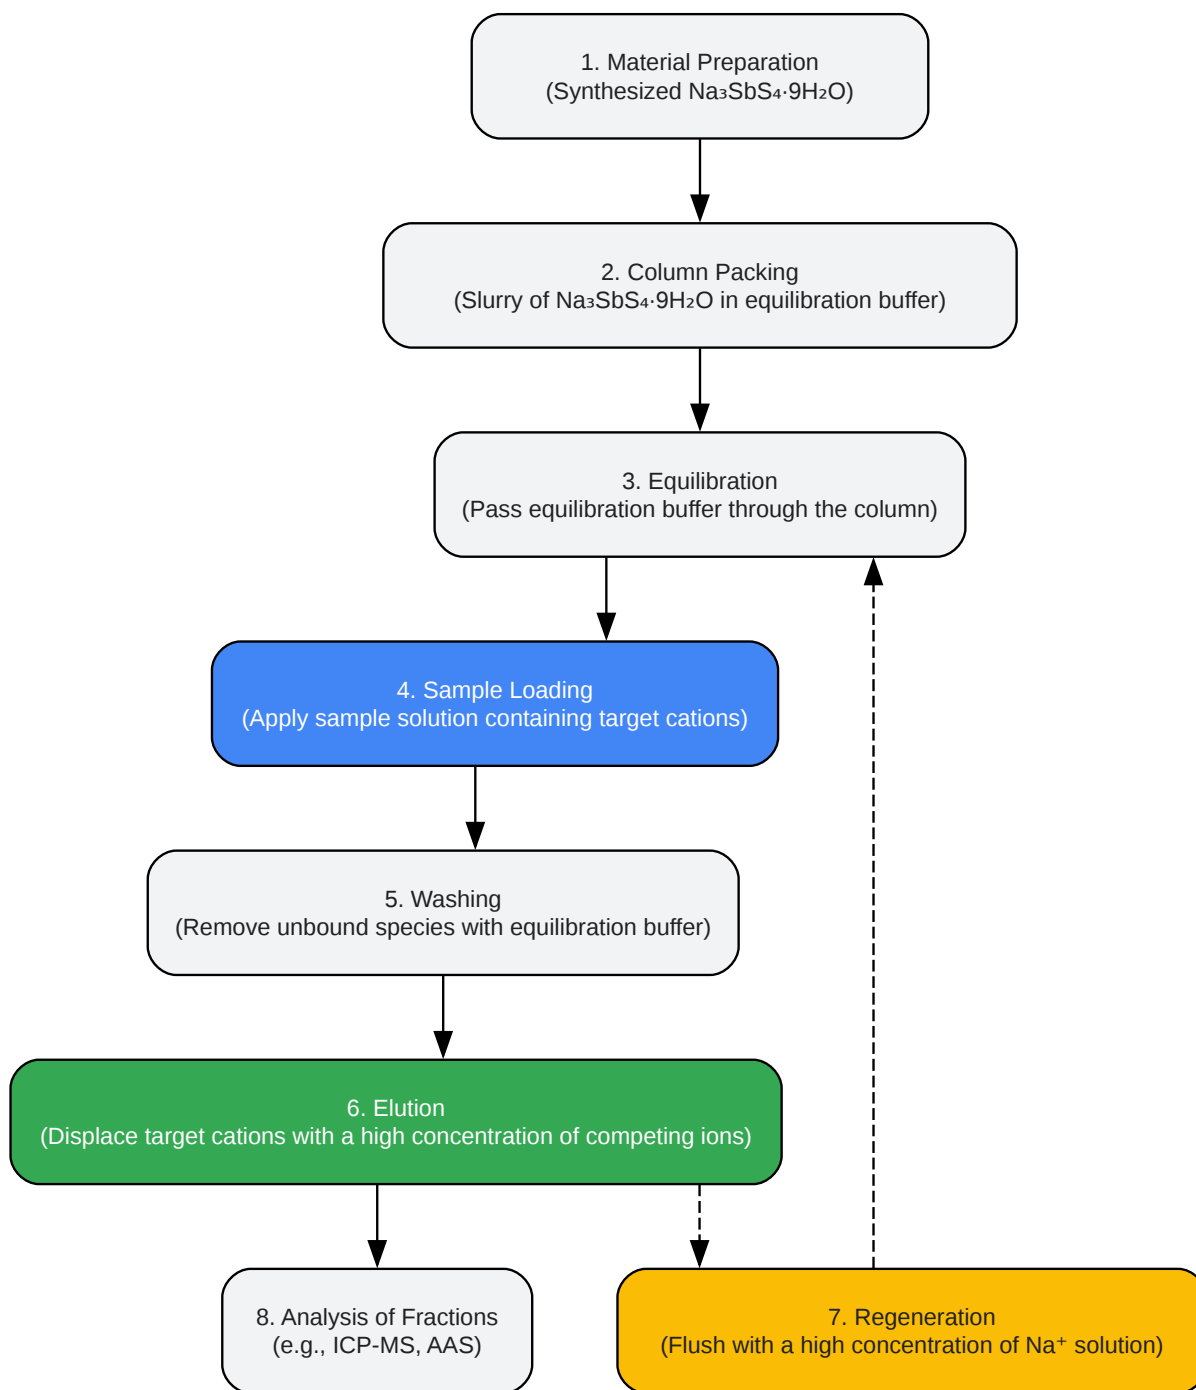 1. Material Preparation
(Synthesized Na₃SbS₄·9H₂O)
2. Column Packing
(Slurry of Na₃SbS₄·9H₂O in equilibration buffer)
3. Equilibration
(Pass equilibration buffer through the column)
4. Sample Loading
(Apply sample solution containing target cations)
5. Washing
(Remove unbound species with equilibration buffer)
6. Elution
(Displace target cations with a high concentration of competing ions)
8. Analysis of Fractions
(e.g., ICP-MS, AAS)
7. Regeneration
(Flush with a high concentration of Na⁺ solution)